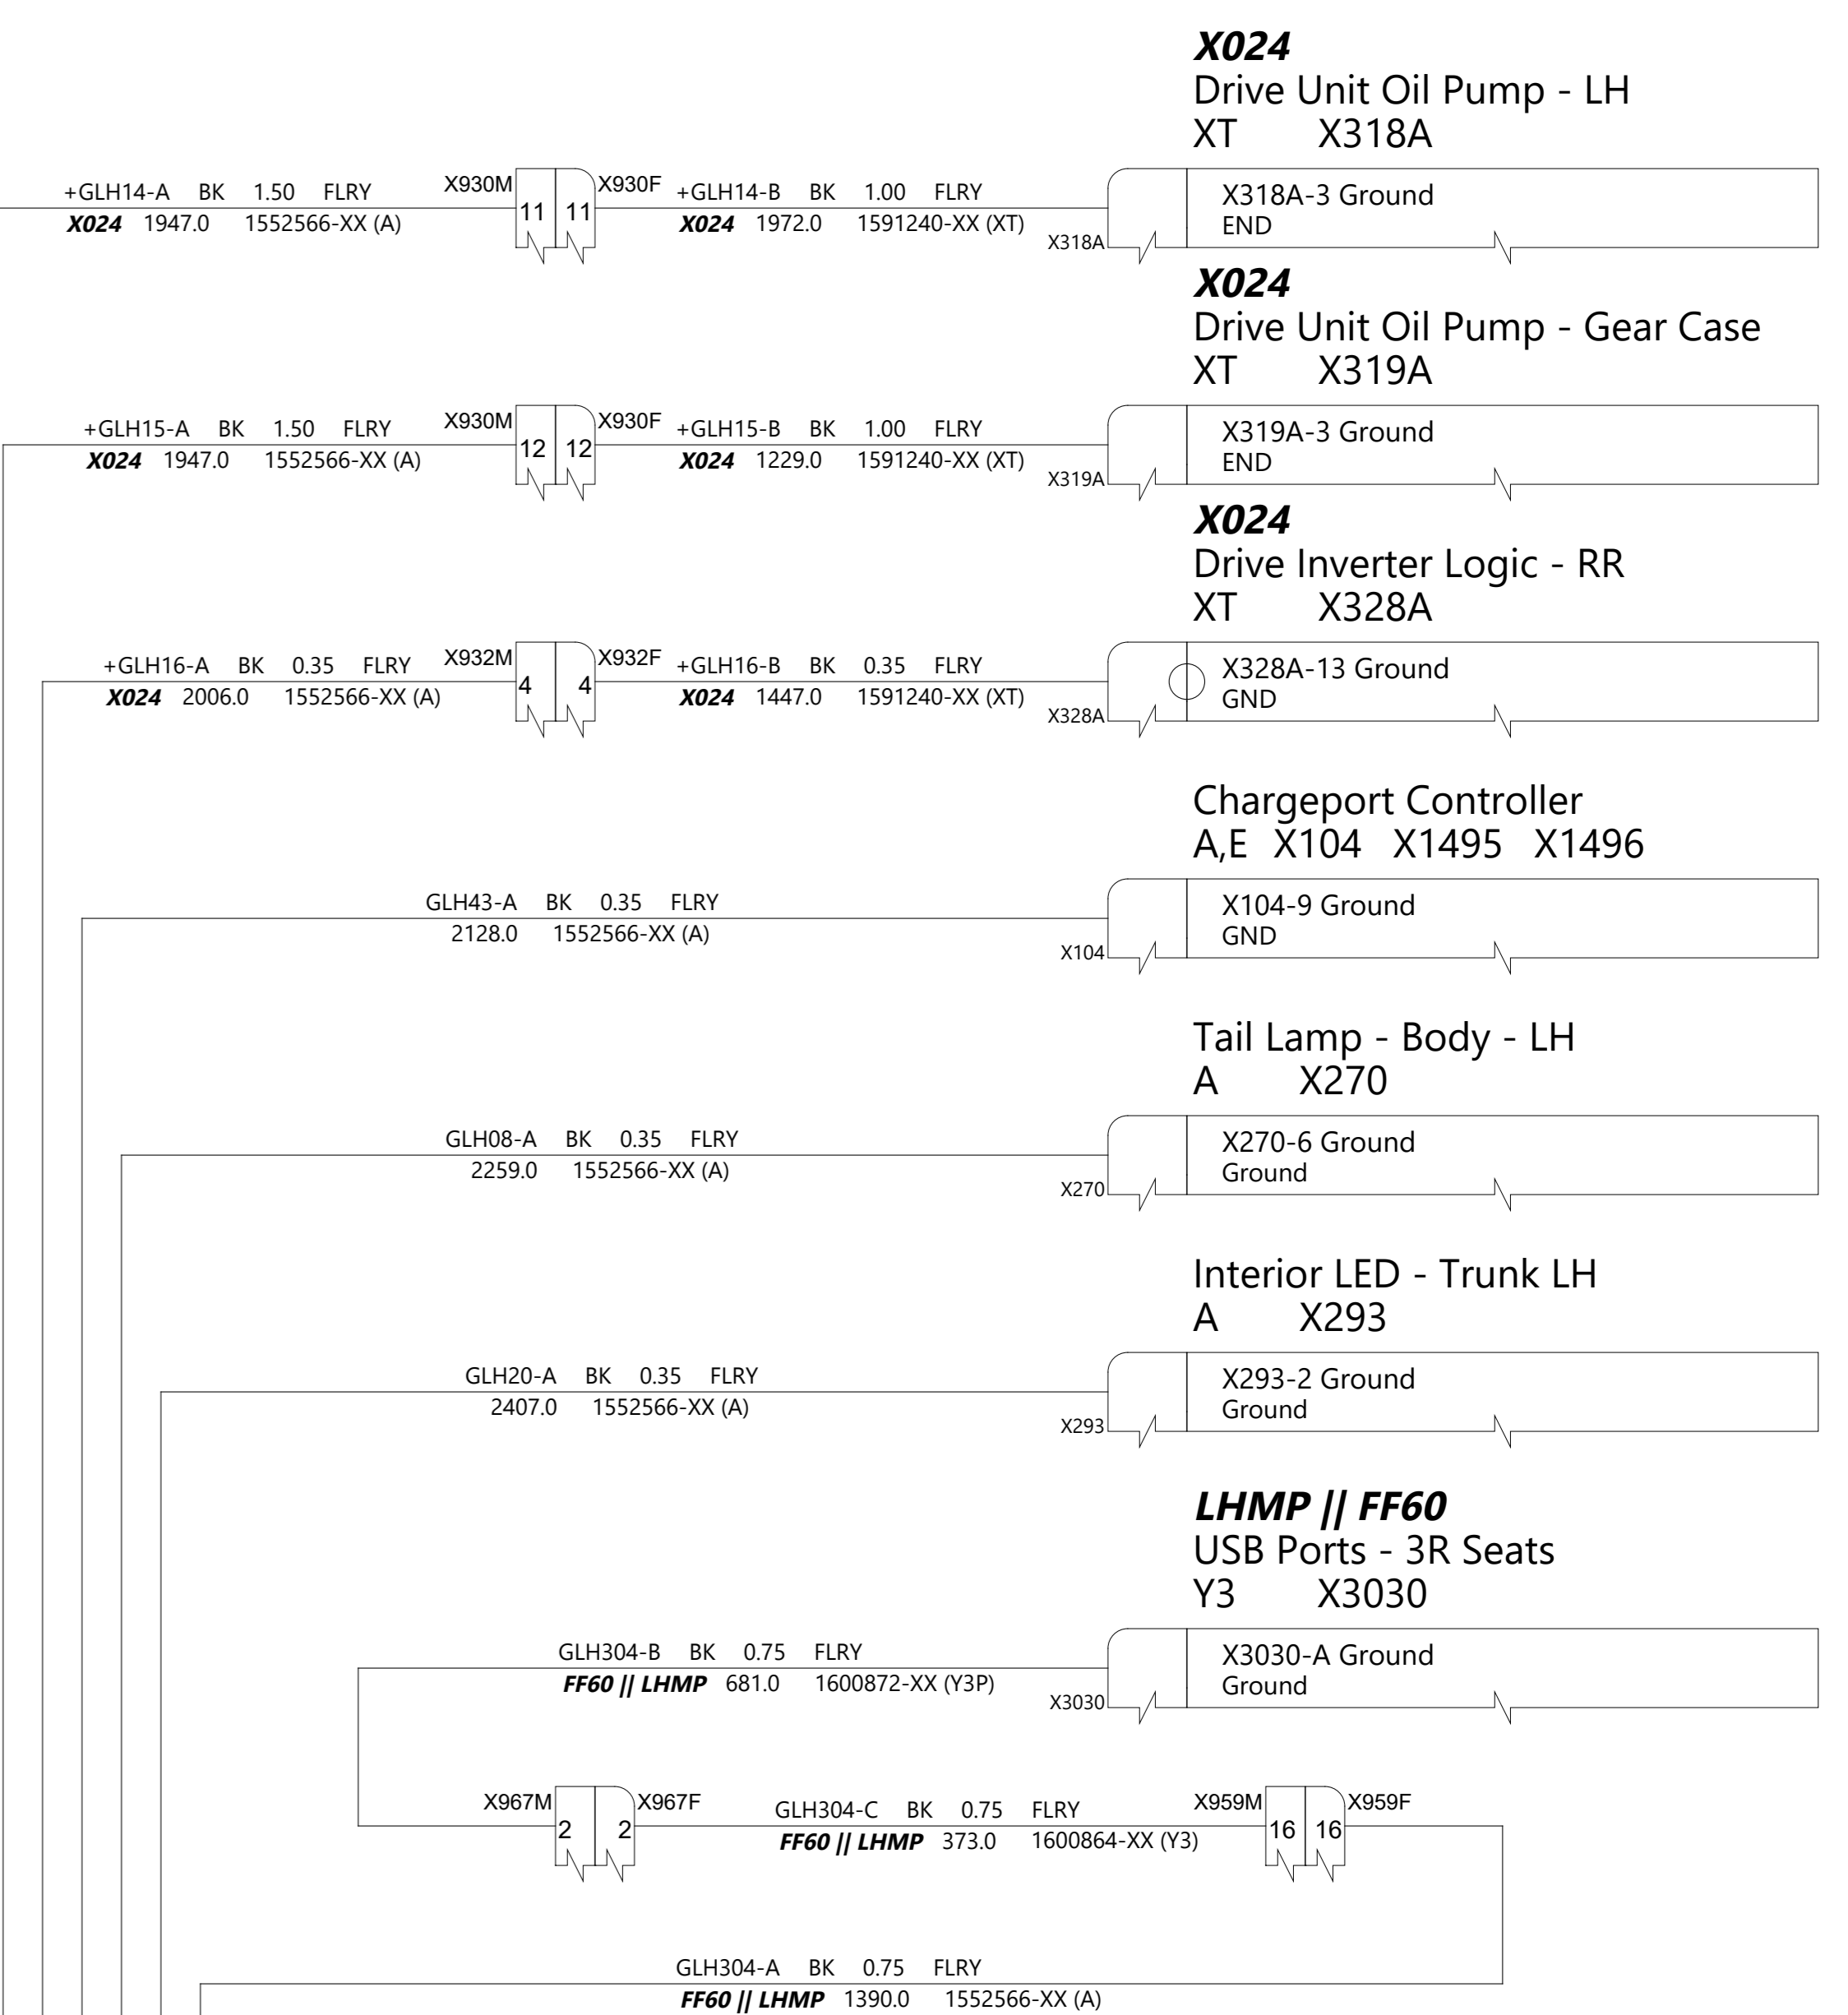 X024
Drive Unit Oil Pump - LH
XT X318A
+GLH14-A BK 1.50 FLRY X930M X930F +GLH14-B BK 1.00 FLRY
X024 1947.0 1552566-XX (A) 11 11 X024 1972.0 1591240-XX (XT) X318A
X318A-3 Ground
END
X024
Drive Unit Oil Pump - Gear Case
XT X319A
+GLH15-A BK 1.50 FLRY X930M X930F +GLH15-B BK 1.00 FLRY
X024 1947.0 1552566-XX (A) 12 12 X024 1229.0 1591240-XX (XT) X319A
X319A-3 Ground
END
X024
Drive Inverter Logic - RR
XT X328A
+GLH16-A BK 0.35 FLRY X932M X932F +GLH16-B BK 0.35 FLRY
X024 2006.0 1552566-XX (A) 4 4 X024 1447.0 1591240-XX (XT) X328A
X328A-13 Ground
GND
Chargeport Controller
A,E X104 X1495 X1496
GLH43-A BK 0.35 FLRY
2128.0 1552566-XX (A) X104
X104-9 Ground
GND
Tail Lamp - Body - LH
A X270
GLH08-A BK 0.35 FLRY
2259.0 1552566-XX (A) X270
X270-6 Ground
Ground
Interior LED - Trunk LH
A X293
GLH20-A BK 0.35 FLRY
2407.0 1552566-XX (A) X293
X293-2 Ground
Ground
LHMP || FF60
USB Ports - 3R Seats
Y3 X3030
GLH304-B BK 0.75 FLRY
FF60 || LHMP 681.0 1600872-XX (Y3P) X3030
X3030-A Ground
Ground
X967M X967F GLH304-C BK 0.75 FLRY X959M X959F
2 2 FF60 || LHMP 373.0 1600864-XX (Y3) 16 16
GLH304-A BK 0.75 FLRY
FF60 || LHMP 1390.0 1552566-XX (A)